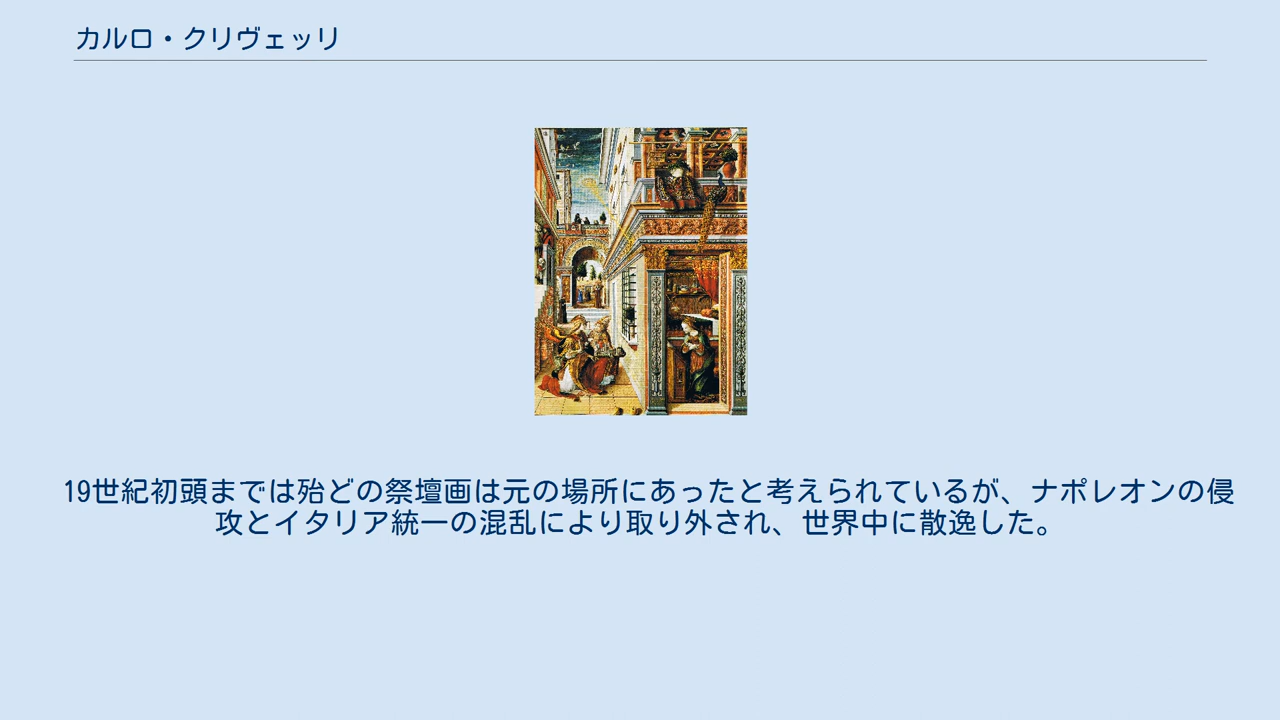 カルロ・クリヴェッリ
19世紀初頭までは殆どの祭壇画は元の場所にあったと考えられているが、ナポレオンの侵
攻とイタリア統一の混乱により取り外され、世界中に散逸した。